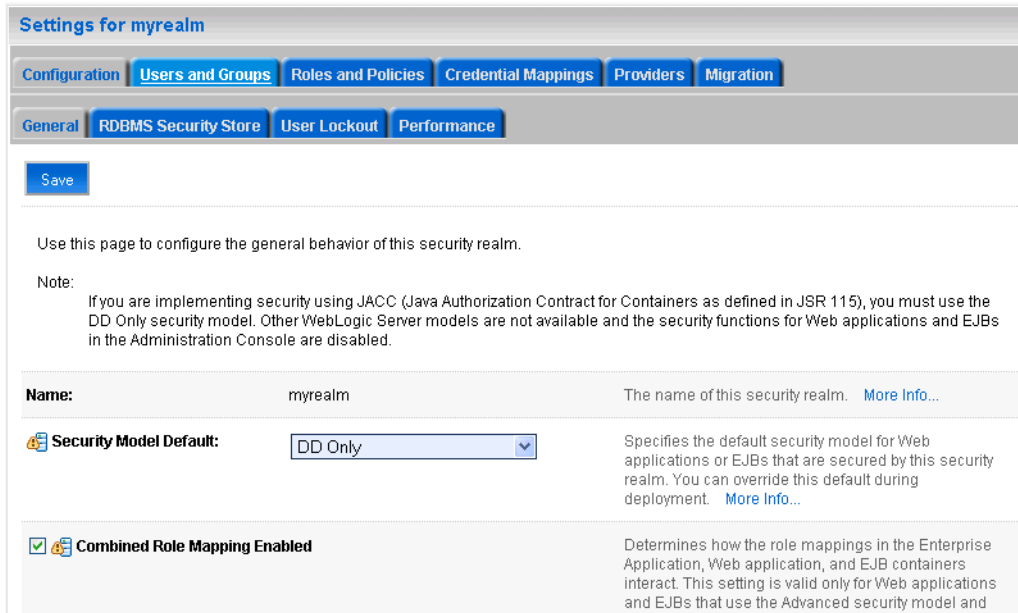 Settings for myrealm
Configuration Users and Groups Roles and Policies Credential Mappings Providers Migration
General RDBMS Security Store User Lockout Performance
Save
Use this page to configure the general behavior of this security realm.
Note:
If you are implementing security using JACC (Java Authorization Contract for Containers as defined in JSR 115), you must use the
DD Only security model. Other WebLogic Server models are not available and the security functions for Web applications and EJBs
in the Administration Console are disabled.
Name: myrealm The name of this security realm. More Info...
Security Model Default: DD Only
Specifies the default security model for Web
applications or EJBs that are secured by this security
realm. You can override this default during
deployment. More Info...
Combined Role Mapping Enabled
Determines how the role mappings in the Enterprise
Application, Web application, and EJB containers
interact. This setting is valid only for Web applications
and EJBs that use the Advanced security model and